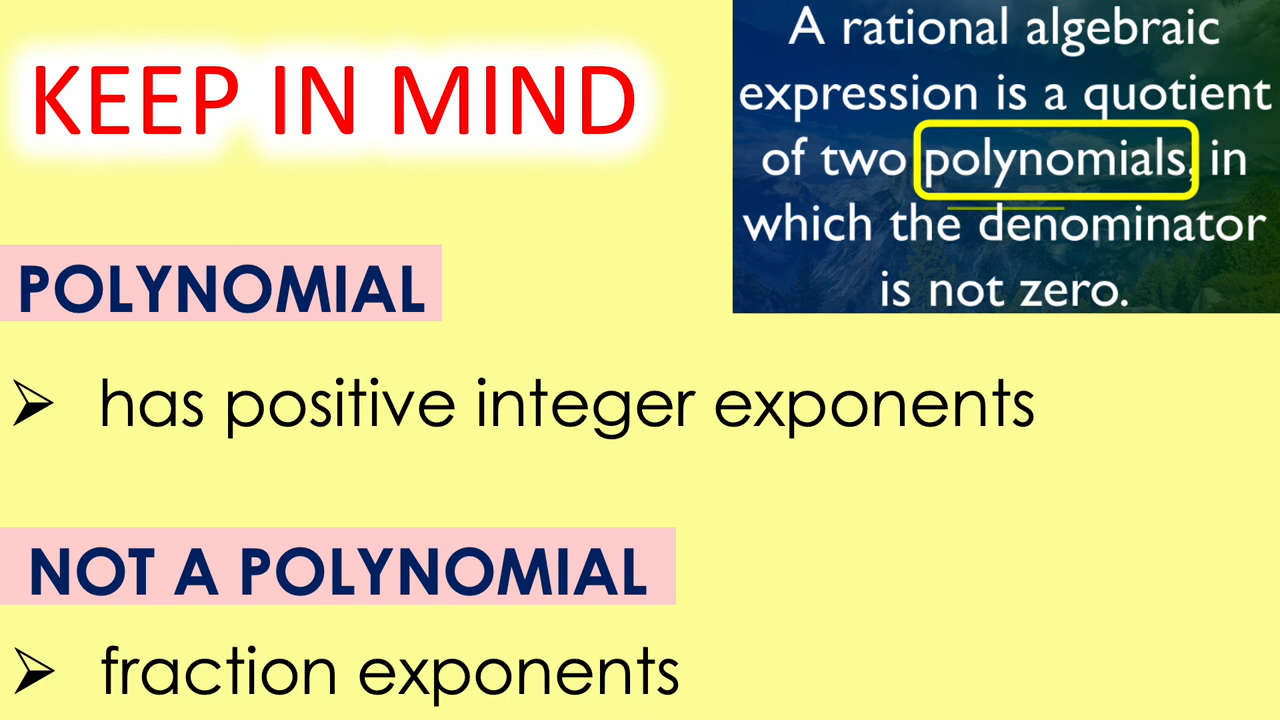 KEEP IN MIND
A rational algebraic
expression is a quotient
of two polynomials, in
which the denominator
is not zero.
POLYNOMIAL
➢ has positive integer exponents
NOT A POLYNOMIAL
➢ fraction exponents